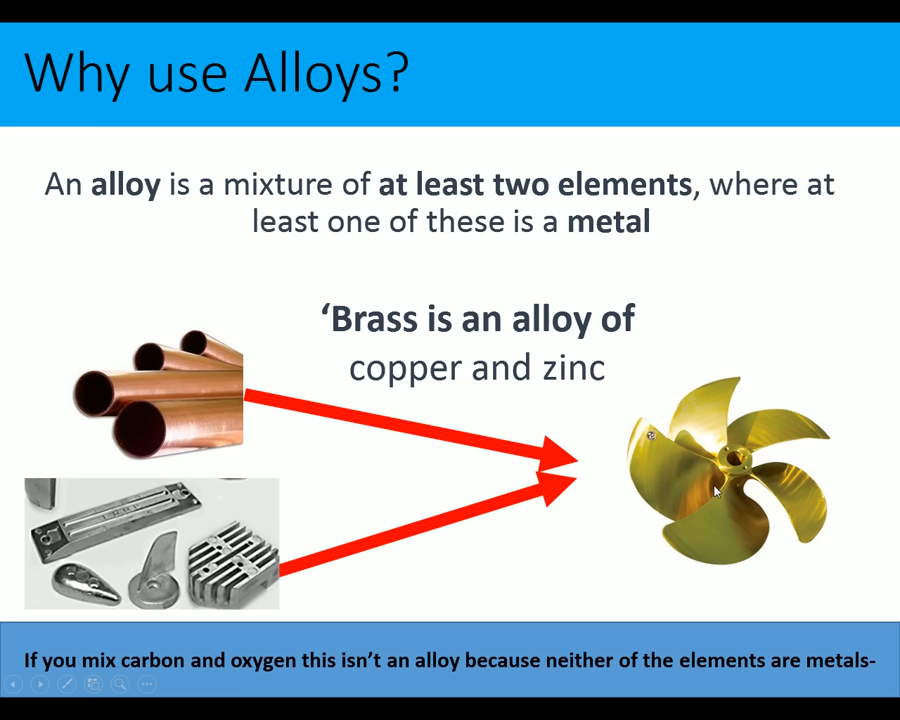 Why use Alloys?
An alloy is a mixture of at least two elements, where at
least one of these is a metal
‘Brass is an alloy of
copper and zinc
If you mix carbon and oxygen this isn’t an alloy because neither of the elements are metals-